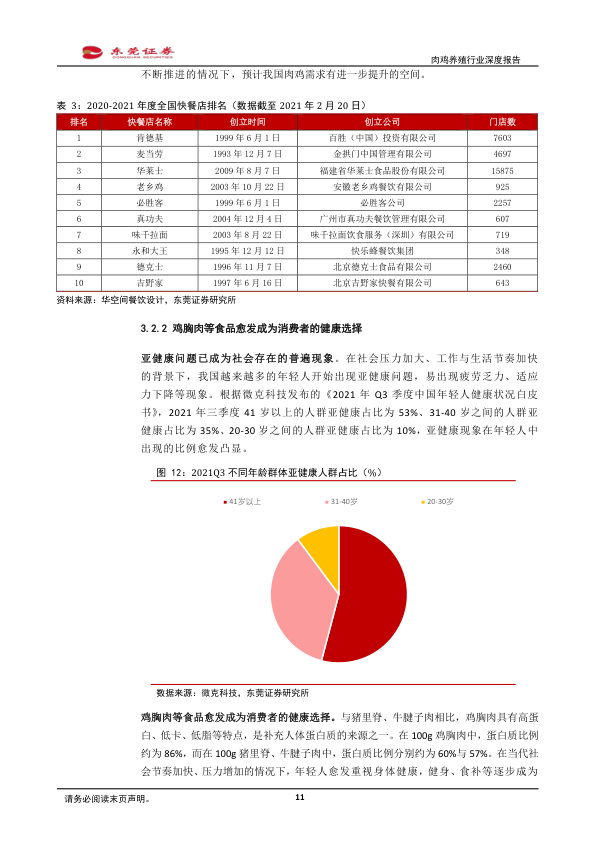 东莞证券
DONGGUAN SECURITIES
肉鸡养殖行业深度报告
不断推进的情况下，预计我国肉鸡需求有进一步提升的空间。
表 3：2020-2021 年度全国快餐店排名（数据截至 2021 年 2 月 20 日）
排名 快餐店名称 创立时间 创立公司 门店数
1 肯德基 1999 年 6 月 1 日 百胜（中国）投资有限公司 7603
2 麦当劳 1993 年 12 月 7 日 金拱门中国管理有限公司 4697
3 华莱士 2009 年 8 月 7 日 福建省华莱士食品股份有限公司 15875
4 老乡鸡 2003 年 10 月 22 日 安徽老乡鸡餐饮有限公司 925
5 必胜客 1999 年 6 月 1 日 必胜客公司 2257
6 真功夫 2004 年 12 月 4 日 广州市真功夫餐饮管理有限公司 607
7 味千拉面 2003 年 8 月 22 日 味千拉面饮食服务（深圳）有限公司 719
8 永和大王 1995 年 12 月 12 日 快乐蜂餐饮集团 348
9 德克士 1996 年 11 月 7 日 北京德克士食品有限公司 2460
10 吉野家 1997 年 6 月 16 日 北京吉野家快餐有限公司 643
资料来源：华空间餐饮设计，东莞证券研究所
3.2.2 鸡胸肉等食品愈发成为消费者的健康选择
亚健康问题已成为社会存在的普遍现象。在社会压力加大、工作与生活节奏加快
的背景下，我国越来越多的年轻人开始出现亚健康问题，易出现疲劳乏力、适应
力下降等现象。根据微克科技发布的《2021 年 Q3 季度中国年轻人健康状况白皮
书》，2021 年三季度 41 岁以上的人群亚健康占比为 53%、31-40 岁之间的人群亚
健康占比为 35%、20-30 岁之间的人群亚健康占比为 10%，亚健康现象在年轻人中
出现的比例愈发凸显。
图 12：2021Q3 不同年龄群体亚健康人群占比（%）
41岁以上 31-40岁 20-30岁
数据来源：微克科技，东莞证券研究所
鸡胸肉等食品愈发成为消费者的健康选择。与猪里脊、牛腱子肉相比，鸡胸肉具有高蛋
白、低卡、低脂等特点，是补充人体蛋白质的来源之一。在 100g 鸡胸肉中，蛋白质比例
约为 86%，而在 100g 猪里脊、牛腱子肉中，蛋白质比例分别约为 60%与 57%。在当代社
会节奏加快、压力增加的情况下，年轻人愈发重视身体健康，健身、食补等逐步成为
请务必阅读末页声明。
11